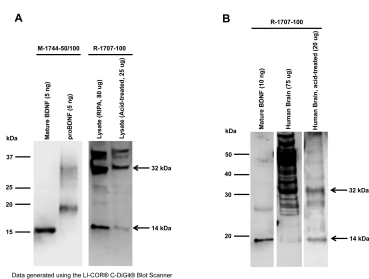 A
M-1744-50/100
R-1707-100
Mature BDNF (5 ng)
proBDNF (5 ng)
Lysate (RIPA, 80 ug)
Lysate (Acid-treated, 25 ug)
kDa
37
25
20
15
32 kDa
14 kDa
Data generated using the LI-COR® C-DiGit® Blot Scanner
B
R-1707-100
Mature BDNF (10 ng)
Human Brain (75 ug)
Human Brain, acid-treated (20 ug)
kDa
50
40
30
20
32 kDa
14 kDa